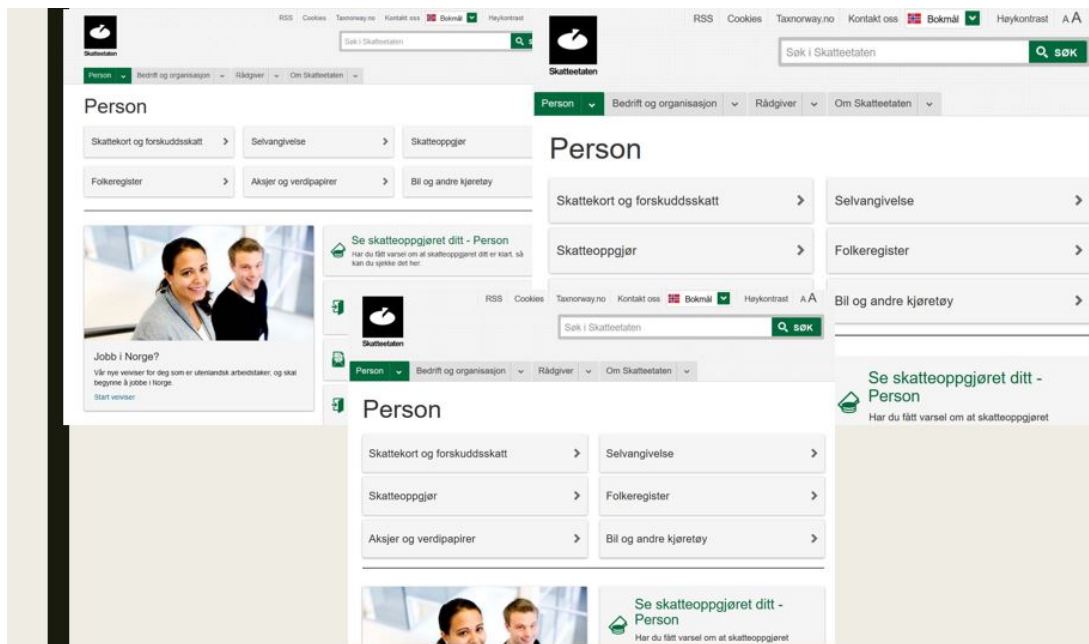 RSS Cookies Taxnorway.no Kontakt oss Bokmål Høykontrast
Skatteetaten
Søk i Skatteetaten
Person Bedrift og organisasjon Rådgiver Om Skatteetaten
Person
Skattekort og forskuddsskatt Selvangivelse Skatteoppgjør
Folkeregister Aksjer og verdipapirer Bil og andre kjøretøy
Se skatteoppgjøret ditt - Person
Har du fått varsel om at skatteoppgjøret ditt er klart, så
kan du sjekke det her.
Jobb i Norge?
Vår nye veiviser for deg som er utenlandsk arbeidstaker, og skal
begynne å jobbe i Norge.
Start veiviser
RSS Cookies Taxnorway.no Kontakt oss Bokmål Høykontrast A A
Skatteetaten
Søk i Skatteetaten SØK
Person Bedrift og organisasjon Rådgiver Om Skatteetaten
Person
Skattekort og forskuddsskatt Selvangivelse
Skatteoppgjør Folkeregister
Bil og andre kjøretøy
Se skatteoppgjøret ditt -
Person
Har du fått varsel om at skatteoppgjøret
RSS Cookies Taxnorway.no Kontakt oss Bokmål Høykontrast A A
Skatteetaten
Søk i Skatteetaten SØK
Person Bedrift og organisasjon Rådgiver Om Skatteetaten
Person
Skattekort og forskuddsskatt Selvangivelse
Skatteoppgjør Folkeregister
Aksjer og verdipapirer Bil og andre kjøretøy
Se skatteoppgjøret ditt -
Person
Har du fått varsel om at skatteoppgjøret